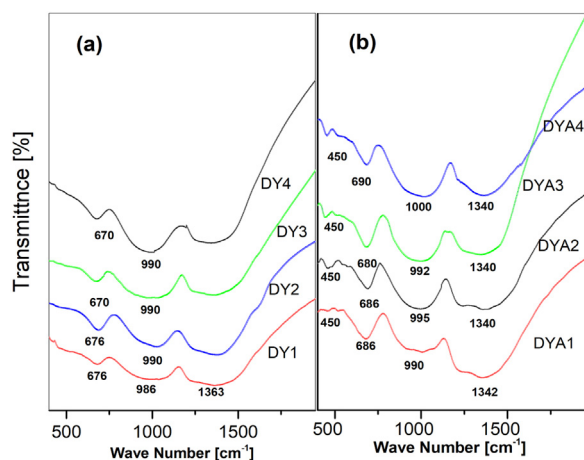 (a)
DY4
670
990
DY3
670
990
DY2
676
990
DY1
676
986
1363
500
1000
1500
Wave Number [cm-1]
Transmittnce [%]
(b)
DYA4
450
690
1000
1340
DYA3
450
680
992
1340
DYA2
450
686
995
1340
450
DYA1
686
990
1342
500
1000
1500
Wave Number [cm-1]